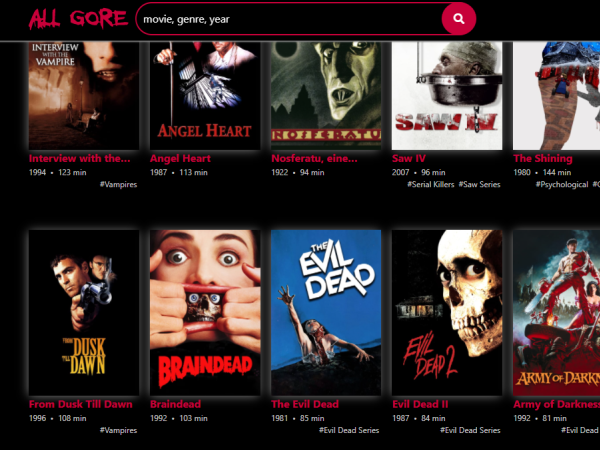 ALL GORE
movie, genre, year
INTERVIEW
WITH THE
VAMPIRE
ANGEL HEART
NOSFERATU
SAW IV
Interview with the...
Angel Heart
Nosferatu, eine...
Saw IV
The Shining
1994 • 123 min
1987 • 113 min
1922 • 94 min
2007 • 96 min
1980 • 144 min
#Vampires
#Serial Killers #Saw Series
#Psychological
FROM
DUSK
TILL
DAWN
BRAINDEAD
THE
EVIL
DEAD
EVIL
DEAD 2
ARMY OF DARKN
From Dusk Till Dawn
Braindead
The Evil Dead
Evil Dead II
Army of Darkness
1996 • 108 min
1992 • 103 min
1981 • 85 min
1987 • 84 min
1992 • 81 min
#Vampires
#Evil Dead Series
#Evil Dead Series
#Evil Dead